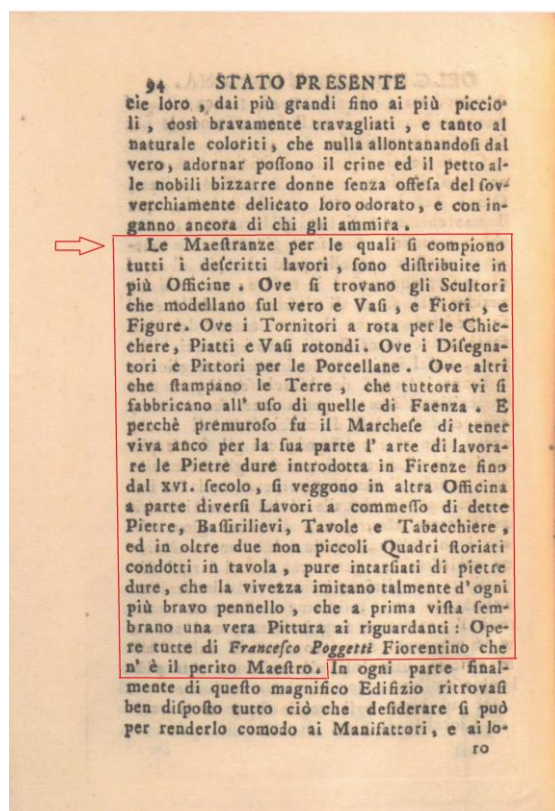 94 STATO PRESENTE
cie loro, dai più grandi fino ai più piccio-
li, così bravamente travagliati, e tanto al
naturale coloriti, che nulla allontanandoſi dal
vero, adornar poſſono il crine ed il petto al-
le nobili bizzarre donne ſenza offeſa del ſov-
verchiamente delicato loro odorato, e con in-
ganno ancora di chi gli ammira.
Le Maeſtranze per le quali ſi compiono
tutti i deſcritti lavori, ſono diſtribuite in
più Officine. Ove ſi trovano gli Scultori
che modellano ſul vero e Vaſi, e Fiori, e
Figure. Ove i Tornitori a rota per le Chic-
chere, Piatti e Vaſi rotondi. Ove i Diſegna-
tori e Pittori per le Porcellane. Ove altri
che ſtampano le Terre, che tuttora vi ſi
fabbricano all' uſo di quelle di Faenza. E
perchè premuroſo fu il Marcheſe di tener
viva anco per la ſua parte l' arte di lavora-
re le Pietre dure introdotta in Firenze fino
dal XVI. ſecolo, ſi veggono in altra Officina
a parte diverſi Lavori a commeſſo di dette
Pietre, Baſſirilievi, Tavole e Tabacchiere,
ed in oltre due non piccoli Quadri ſtoriati
condotti in tavola, pure intarſiati di pietre
dure, che la vivezza imitano talmente d'ogni
più bravo pennello, che a prima viſta ſem-
brano una vera Pittura ai riguardanti: Ope-
re tutte di Franceſco Poggetti Fiorentino che
n' è il perito Maeſtro. In ogni parte final-
mente di queſto magnifico Edifizio ritrovaſi
ben diſpoſto tutto ciò che deſiderare ſi può
per renderlo comodo ai Manifattori, e ai lo-
ro